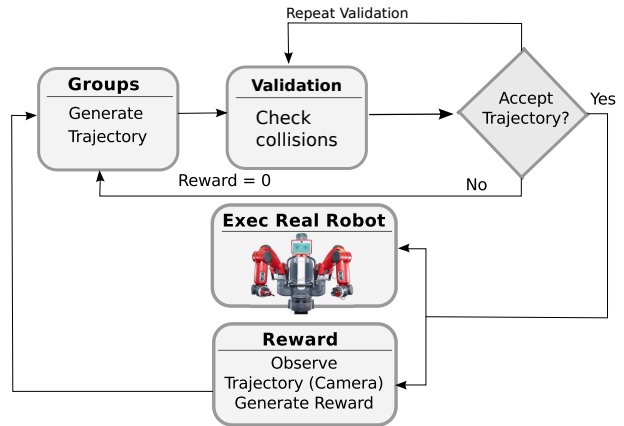 Repeat Validation
Groups
Generate
Trajectory
Validation
Check
collisions
Accept
Trajectory?
Yes
Reward = 0
No
Exec Real Robot
Reward
Observe
Trajectory (Camera)
Generate Reward